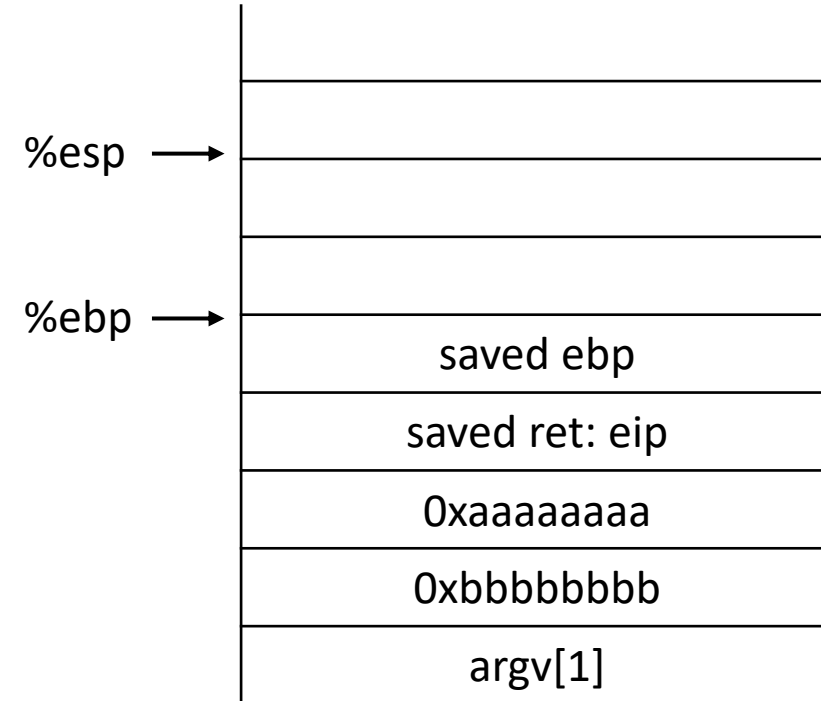 %esp
%ebp
saved ebp
saved ret: eip
0xaaaaaaaa
0xbbbbbbbb
argv[1]